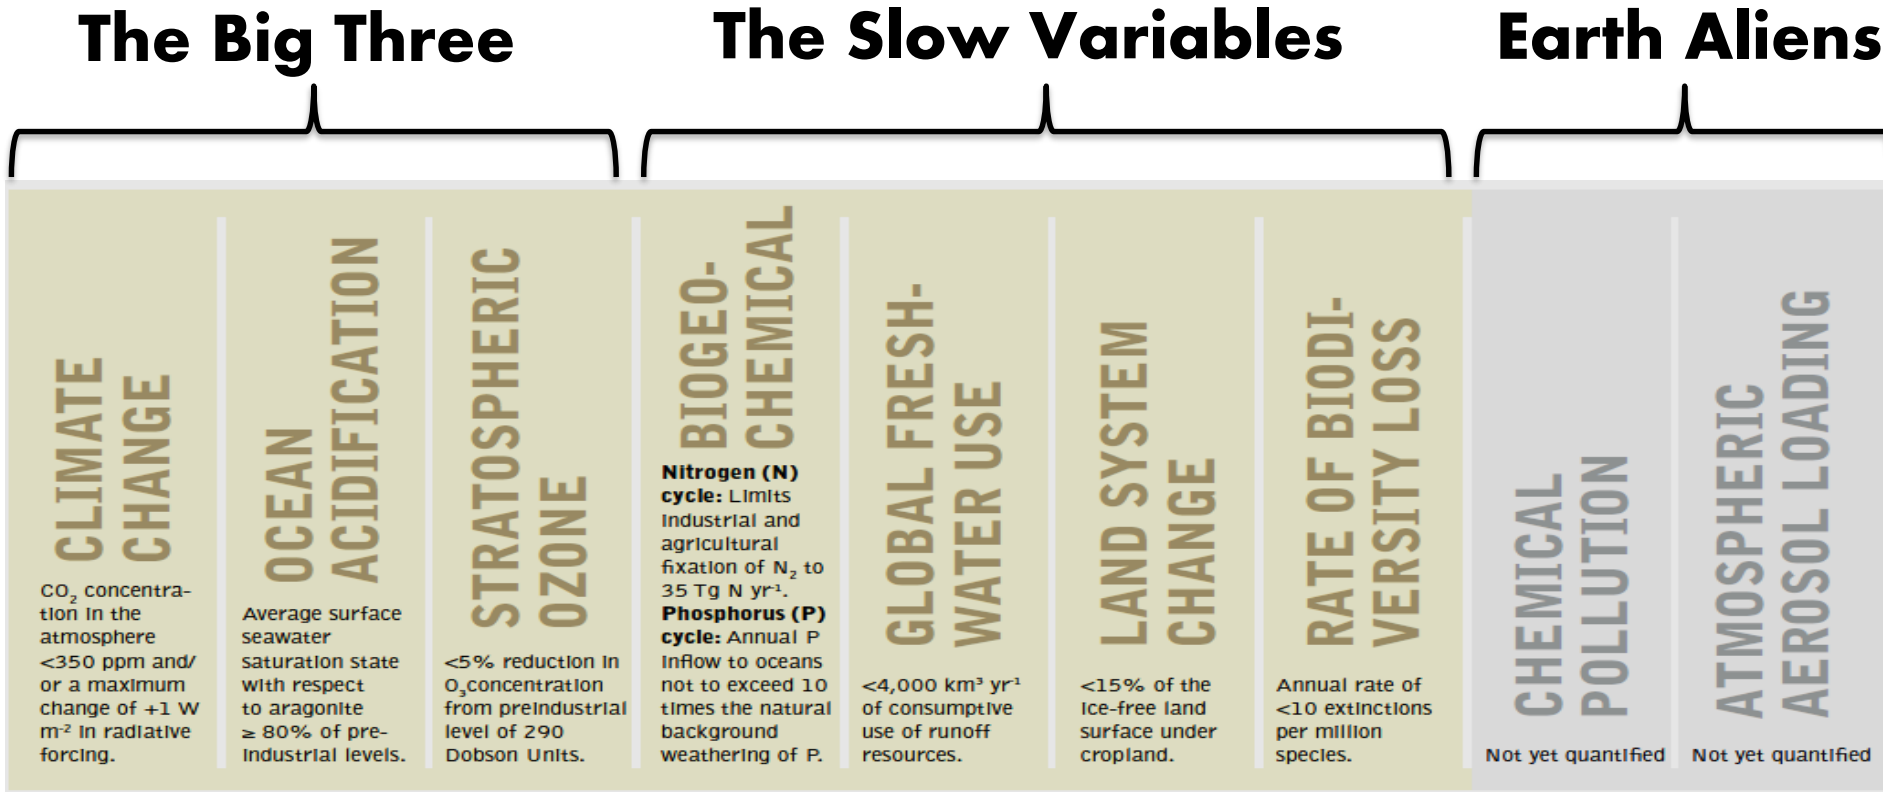 The Big Three
The Slow Variables
Earth Aliens
CLIMATE
CHANGE
CO₂ concentra-
tion in the
atmosphere
<350 ppm and/
or a maximum
change of +1 W
m⁻² in radiative
forcing.
OCEAN
ACIDIFICATION
Average surface
seawater
saturation state
with respect
to aragonite
≥ 80% of pre-
industrial levels.
STRATOSPHERIC
OZONE
<5% reduction in
O₃concentration
from preindustrial
level of 290
Dobson Units.
BIOGEO-
CHEMICAL
Nitrogen (N)
cycle: Limits
industrial and
agricultural
fixation of N₂ to
35 Tg N yr⁻¹.
Phosphorus (P)
cycle: Annual P
inflow to oceans
not to exceed 10
times the natural
background
weathering of P.
GLOBAL FRESH-
WATER USE
<4,000 km³ yr⁻¹
of consumptive
use of runoff
resources.
LAND SYSTEM
CHANGE
<15% of the
ice-free land
surface under
cropland.
RATE OF BIODI-
VERSITY LOSS
Annual rate of
<10 extinctions
per million
species.
CHEMICAL
POLLUTION
Not yet quantified
ATMOSPHERIC
AEROSOL LOADING
Not yet quantified